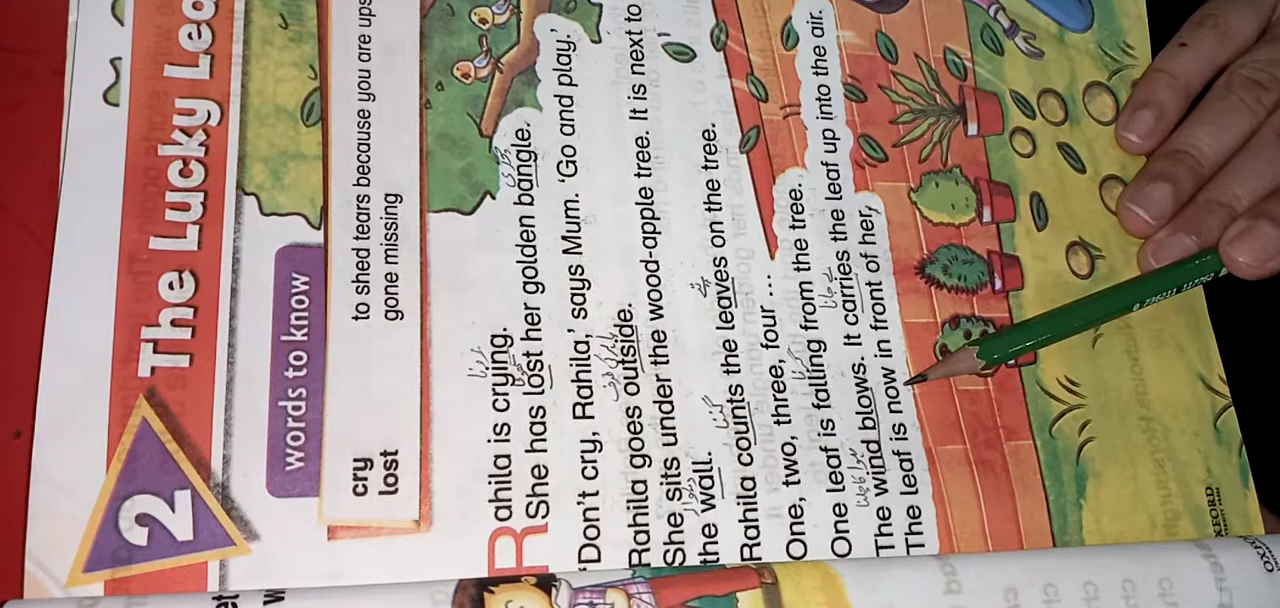 2 The Lucky Lea
words to know
cry to shed tears because you are ups
lost gone missing
Rahila is crying.
She has lost her golden bangle.
'Don't cry, Rahila,' says Mum. 'Go and play.'
Rahila goes outside.
She sits under the wood-apple tree. It is next to
the wall.
Rahila counts the leaves on the tree.
One, two, three, four ...
One leaf is falling from the tree.
The wind blows. It carries the leaf up into the air.
The leaf is now in front of her,
OXFORD